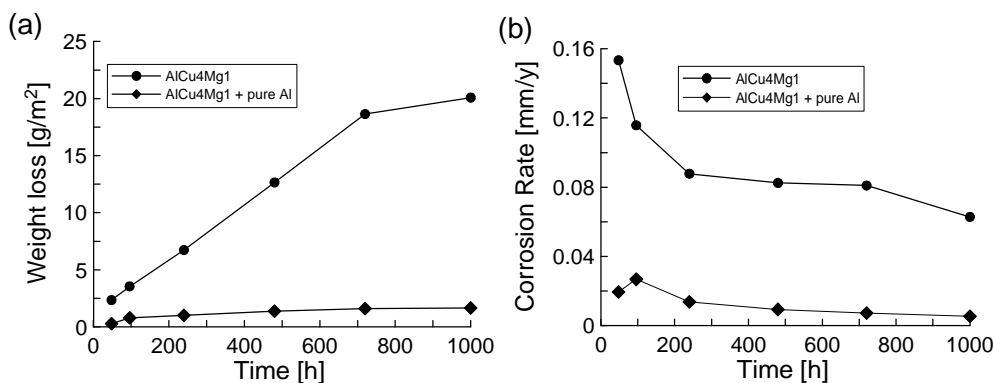 (a)
25
20
15
10
5
0
Weight loss [g/m²]
AlCu4Mg1
AlCu4Mg1 + pure Al
0 200 400 600 800 1000
Time [h]
(b)
0.16
0.12
0.08
0.04
0
Corrosion Rate [mm/y]
AlCu4Mg1
AlCu4Mg1 + pure Al
0 200 400 600 800 1000
Time [h]